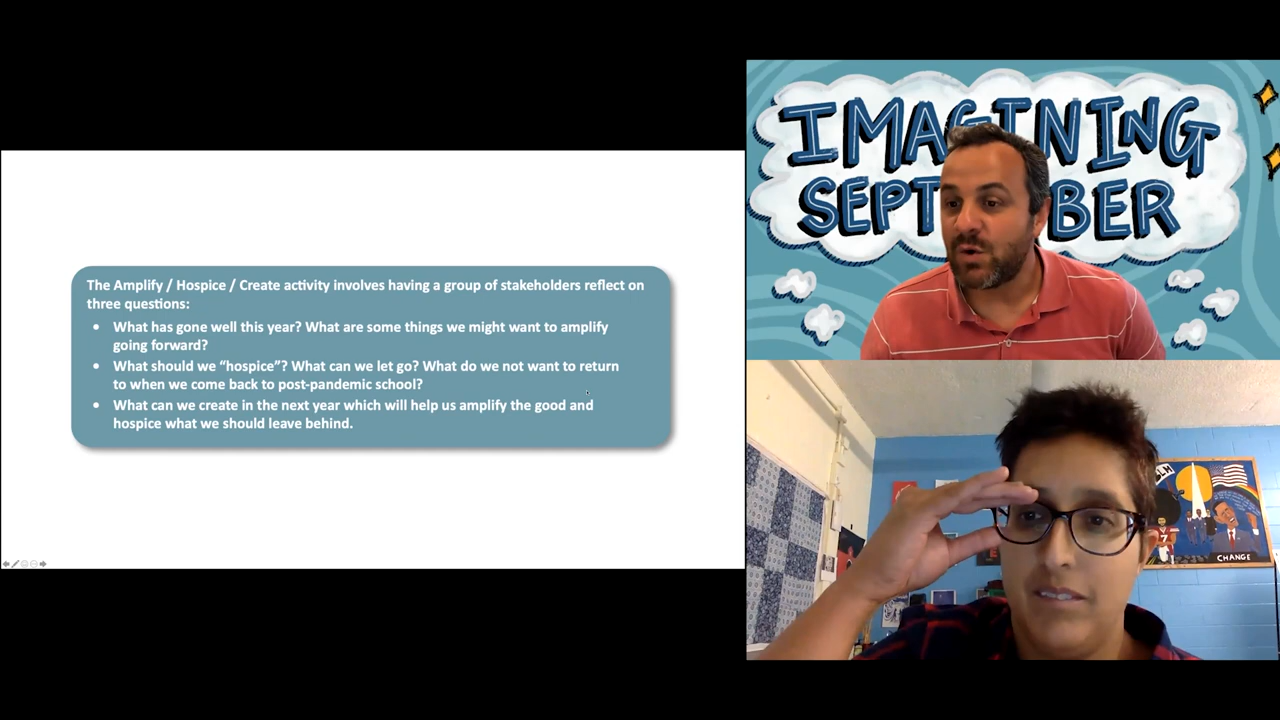 The Amplify / Hospice / Create activity involves having a group of stakeholders reflect on
three questions:
• What has gone well this year? What are some things we might want to amplify
going forward?
• What should we “hospice”? What can we let go? What do we not want to return
to when we come back to post-pandemic school?
• What can we create in the next year which will help us amplify the good and
hospice what we should leave behind.
IMAGINING
SEPT BER
BLM
7
CHANGE